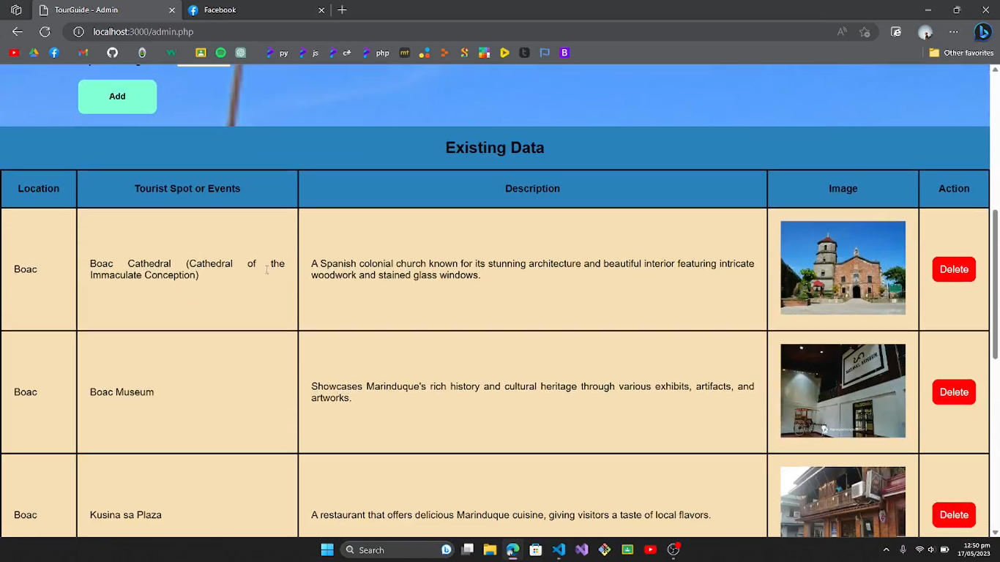 TourGuide - Admin
Facebook
localhost:3000/admin.php
py
js
c#
php
mt
Other favorites
Add
Existing Data
Location
Tourist Spot or Events
Description
Image
Action
Boac
Boac Cathedral (Cathedral of the
Immaculate Conception)
A Spanish colonial church known for its stunning architecture and beautiful interior featuring intricate
woodwork and stained glass windows.
Delete
Boac
Boac Museum
Showcases Marinduque's rich history and cultural heritage through various exhibits, artifacts, and
artworks.
Delete
Boac
Kusina sa Plaza
A restaurant that offers delicious Marinduque cuisine, giving visitors a taste of local flavors.
Delete
Search
12:50 pm
17/05/2023